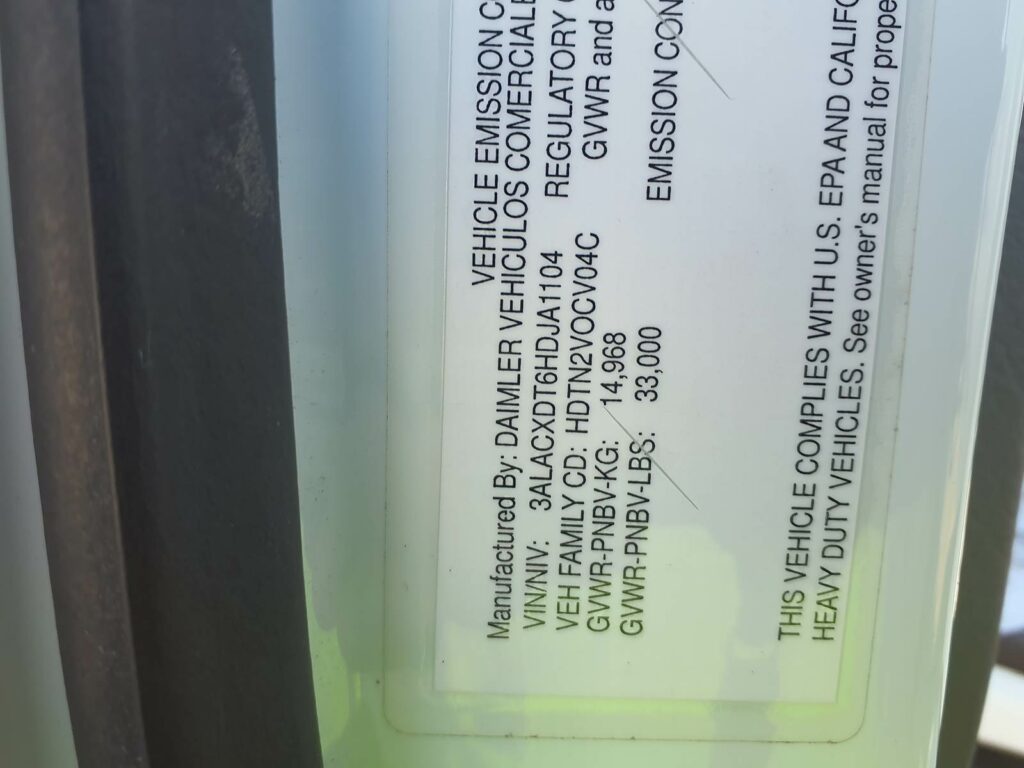 VEHICLE EMISSION C
Manufactured By: DAIMLER VEHICULOS COMERCIALE
VIN/NIV: 3ALACXDT6HDJA1104 REGULATORY
VEH FAMILY CD: HDTN2VOCV04C GVWR and a
GVWR-PNBV-KG: 14,968
GVWR-PNBV-LBS: 33,000 EMISSION CON
THIS VEHICLE COMPLIES WITH U.S. EPA AND CALIFO
HEAVY DUTY VEHICLES. See owner's manual for prope